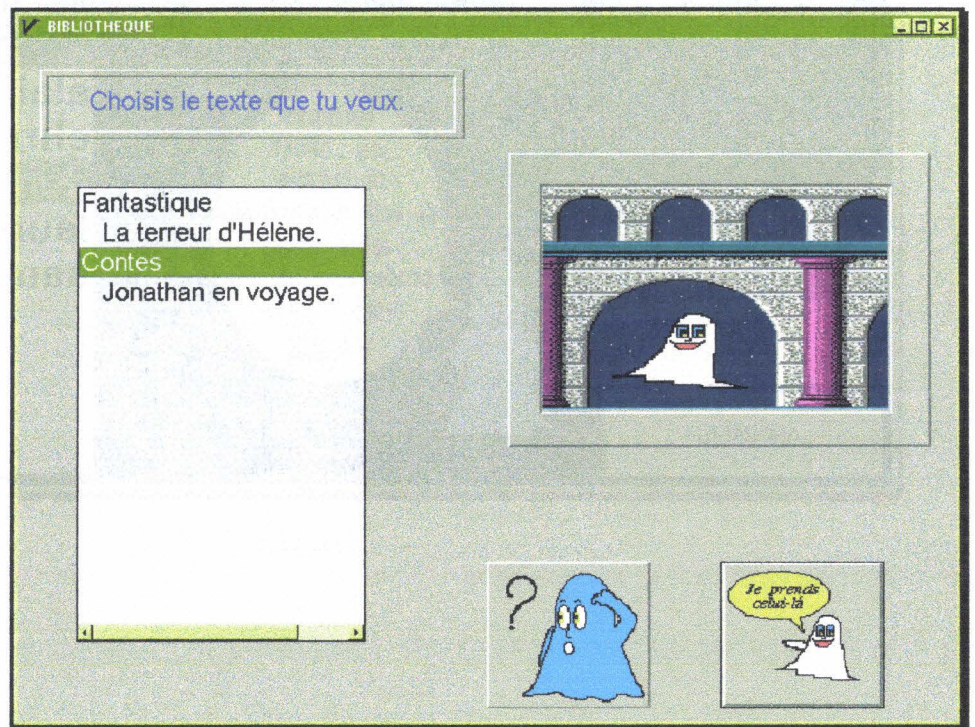 BIBLIOTHEQUE
Choisis le texte que tu veux.
Fantastique
La terreur d'Hélène.
Contes
Jonathan en voyage.
?
Je prends
celui-là